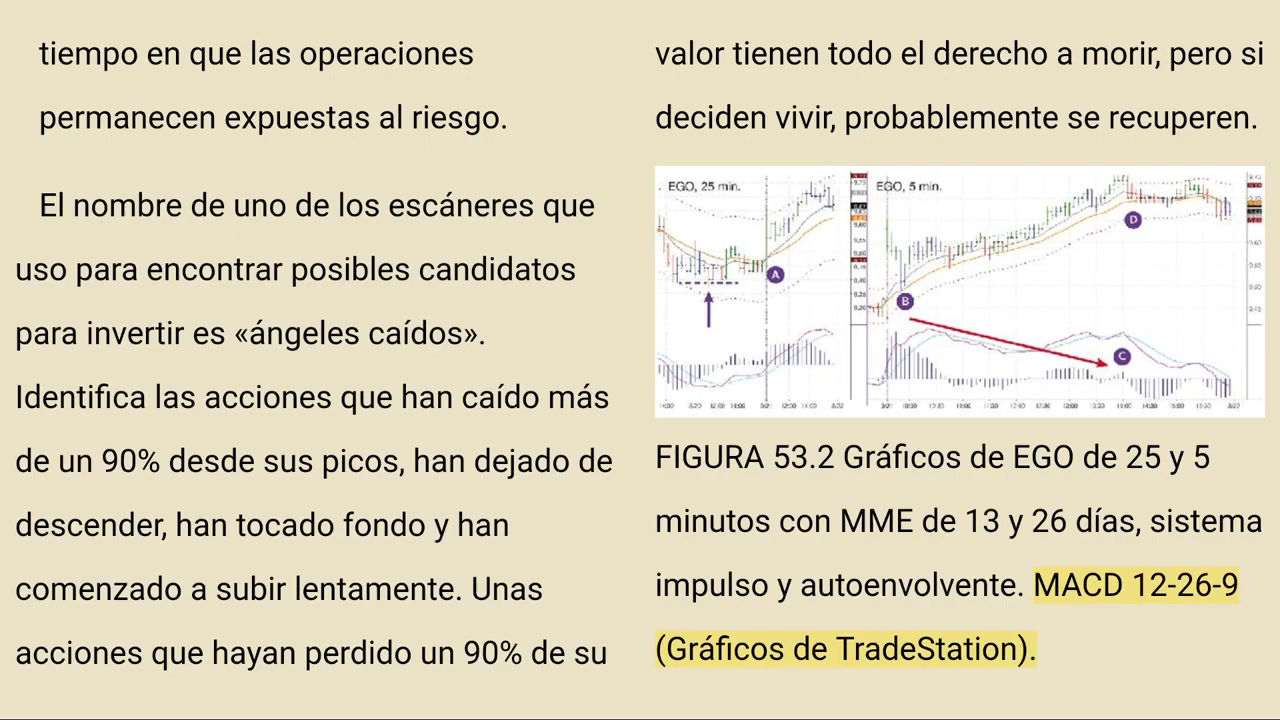 tiempo en que las operaciones
permanecen expuestas al riesgo.
El nombre de uno de los escáneres que
uso para encontrar posibles candidatos
para invertir es «ángeles caídos».
Identifica las acciones que han caído más
de un 90% desde sus picos, han dejado de
descender, han tocado fondo y han
comenzado a subir lentamente. Unas
acciones que hayan perdido un 90% de su
valor tienen todo el derecho a morir, pero si
deciden vivir, probablemente se recuperen.
EGO, 25 min.
A
EGO, 5 min.
D
B
C
FIGURA 53.2 Gráficos de EGO de 25 y 5
minutos con MME de 13 y 26 días, sistema
impulso y autoenvolvente. MACD 12-26-9
(Gráficos de TradeStation).